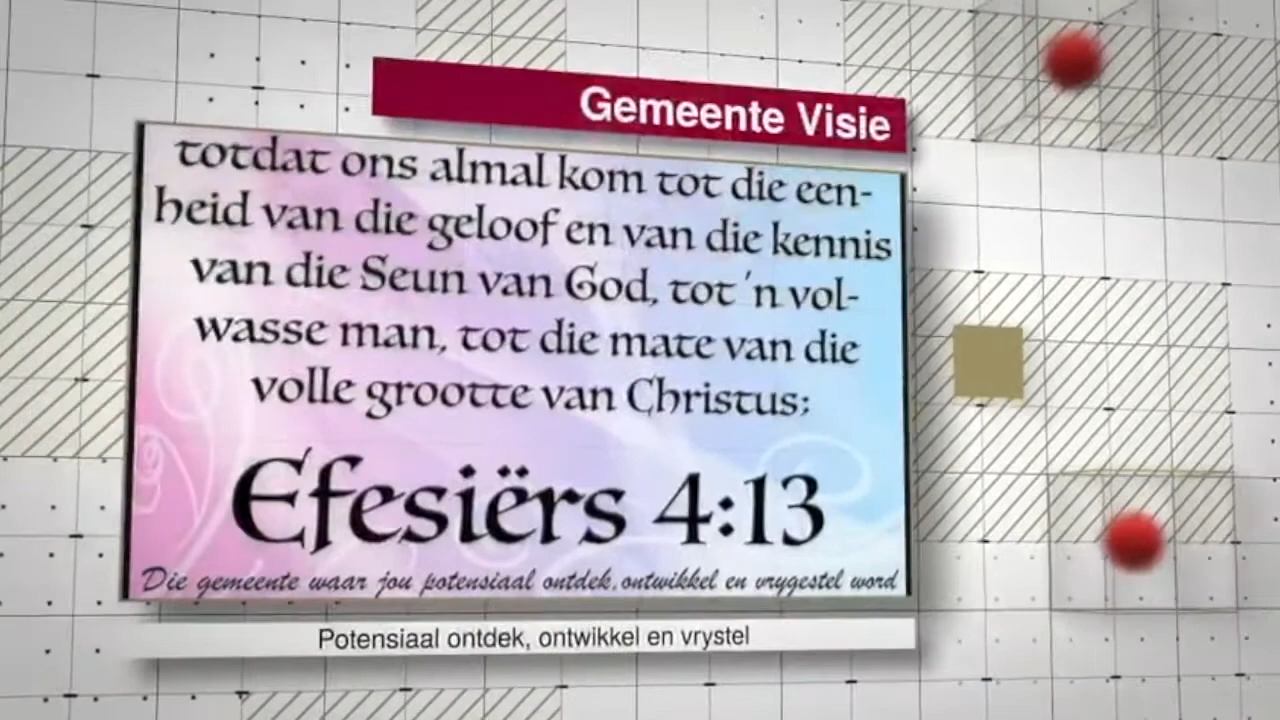 Gemeente Visie
totdat ons almal kom tot die een-
heid van die geloof en van die kennis
van die Seun van God, tot 'n vol-
wasse man, tot die mate van die
volle grootte van Christus;
Efesiërs 4:13
Die gemeente waar jou potensiaal ontdek, ontwikkel en vrygestel word
Potensiaal ontdek, ontwikkel en vrystel